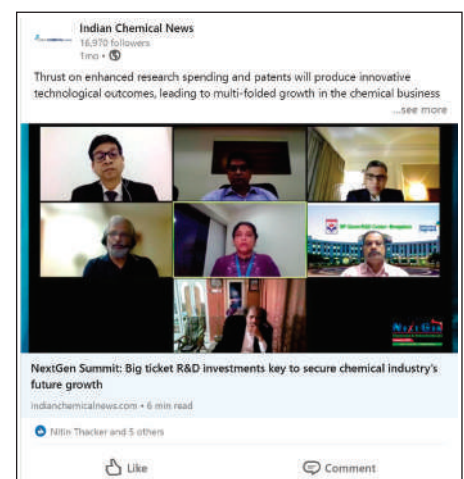 Indian Chemical News
16,970 followers
1mo •
Thrust on enhanced research spending and patents will produce innovative
technological outcomes, leading to multi-folded growth in the chemical business
...see more
NextGen
NextGen Summit: Big ticket R&D investments key to secure chemical industry's
future growth
indianchemicalnews.com • 6 min read
Nitin Thacker and 5 others
Like
Comment